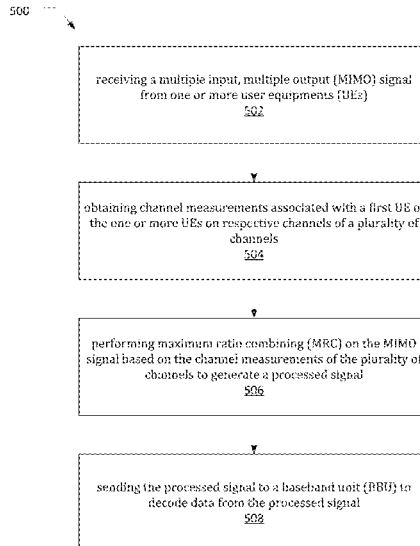 500
receiving a multiple input, multiple output (MIMO) signal
from one or more user equipments (UEs)
502
obtaining channel measurements associated with a first UE o
the one or more UEs on respective channels of a plurality of
channels
504
performing maximum ratio combining (MRC) on the MIMO
signal based on the channel measurements of the plurality of
channels to generate a processed signal
506
sending the processed signal to a baseband unit (BBU) to
decode data from the processed signal
508